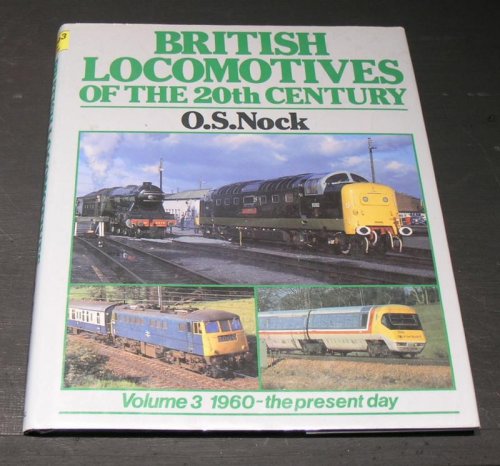 BRITISH
LOCOMOTIVES
OF THE 20th CENTURY
O.S.Nock
Volume 3 1960-the present day